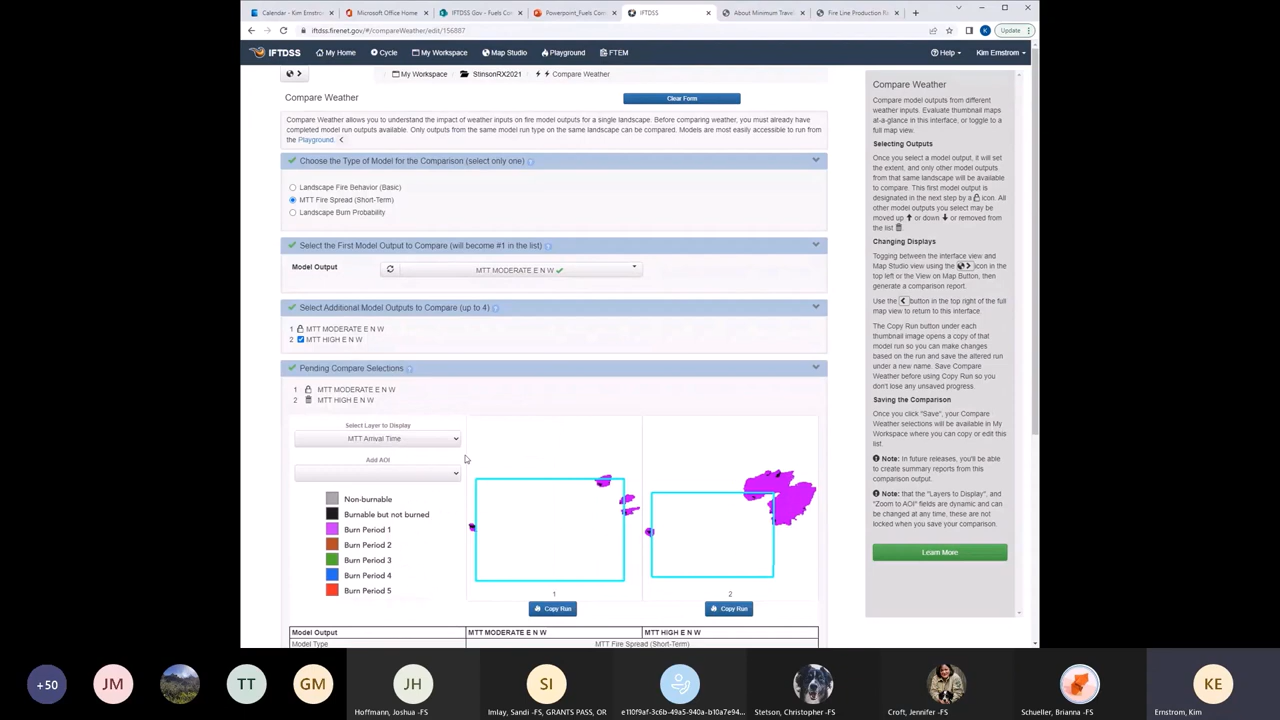 Calendar - Kim Ernstrom
Microsoft Office Home
IFTDSS Gov - Fuels Co
Powerpoint_Fuels Com
IFTDSS
About Minimum Travel
Fire Line Production Ra
iftdss.firenet.gov/#/compareWeather/edit/156887
K
Update
IFTDSS
My Home
Cycle
My Workspace
Map Studio
Playground
FTEM
Help
Kim Ernstrom
My Workspace
StinsonRX2021
Compare Weather
Compare Weather
Clear Form
Compare Weather allows you to understand the impact of weather inputs on fire model outputs for a single landscape. Before comparing weather, you must already have
completed model run outputs available. Only outputs from the same model run type on the same landscape can be compared. Models are most easily accessible to run from
the Playground.
Choose the Type of Model for the Comparison (select only one)
Landscape Fire Behavior (Basic)
MTT Fire Spread (Short-Term)
Landscape Burn Probability
Select the First Model Output to Compare (will become #1 in the list)
Model Output
MTT MODERATE E N W
Select Additional Model Outputs to Compare (up to 4)
1 MTT MODERATE E N W
2 MTT HIGH E N W
Pending Compare Selections
1 MTT MODERATE E N W
2 MTT HIGH E N W
Select Layer to Display
MTT Arrival Time
Add AOI
Non-burnable
Burnable but not burned
Burn Period 1
Burn Period 2
Burn Period 3
Burn Period 4
Burn Period 5
1
2
Copy Run
Copy Run
Model Output MTT MODERATE E N W MTT HIGH E N W
Model Type MTT Fire Spread (Short-Term)
Compare Weather
Compare model outputs from different
weather inputs. Evaluate thumbnail maps
at-a-glance in this interface, or toggle to a
full map view.
Selecting Outputs
Once you select a model output, it will set
the extent, and only other model outputs
from that same landscape will be available
to compare. This first model output is
designated in the next step by a icon. All
other model outputs you select may be
moved up or down or removed from
the list
Changing Displays
Togging between the interface view and
Map Studio view using the icon in the
top left or the View on Map Button, then
generate a comparison report.
Use the button in the top right of the full
map view to return to this interface.
The Copy Run button under each
thumbnail image opens a copy of that
model run so you can make changes
based on the run and save the altered run
under a new name. Save Compare
Weather before using Copy Run so you
don't lose any unsaved progress
Saving the Comparison
Once you click "Save", your Compare
Weather selections will be available in My
Workspace where you can copy or edit this
list.
Note: In future releases, you'll be able
to create summary reports from this
comparison output.
Note: that the "Layers to Display", and
"Zoom to AOI" fields are dynamic and can
be changed at any time, these are not
locked when you save your comparison.
Learn More
+50
JM
TT
GM
JH
Hoffmann, Joshua -FS
SI
Imlay, Sandi -FS, GRANTS PASS, OR
e110f9af-3c6b-49a5-940a-b10a7e94...
Stetson, Christopher -FS
Croft, Jennifer -FS
Schueller, Brianna -FS
KE
Ernstrom, Kim